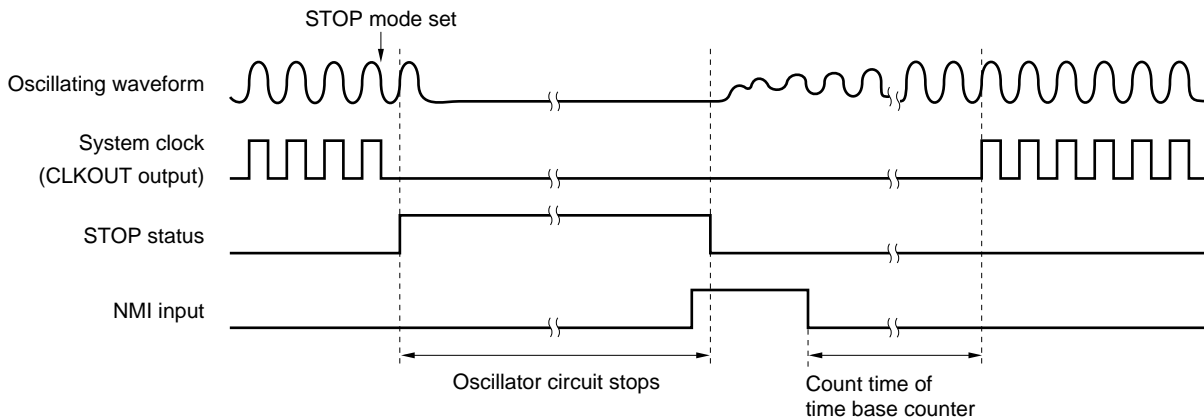 STOP mode set
Oscillating waveform
System clock
(CLKOUT output)
STOP status
NMI input
Oscillator circuit stops
Count time of
time base counter